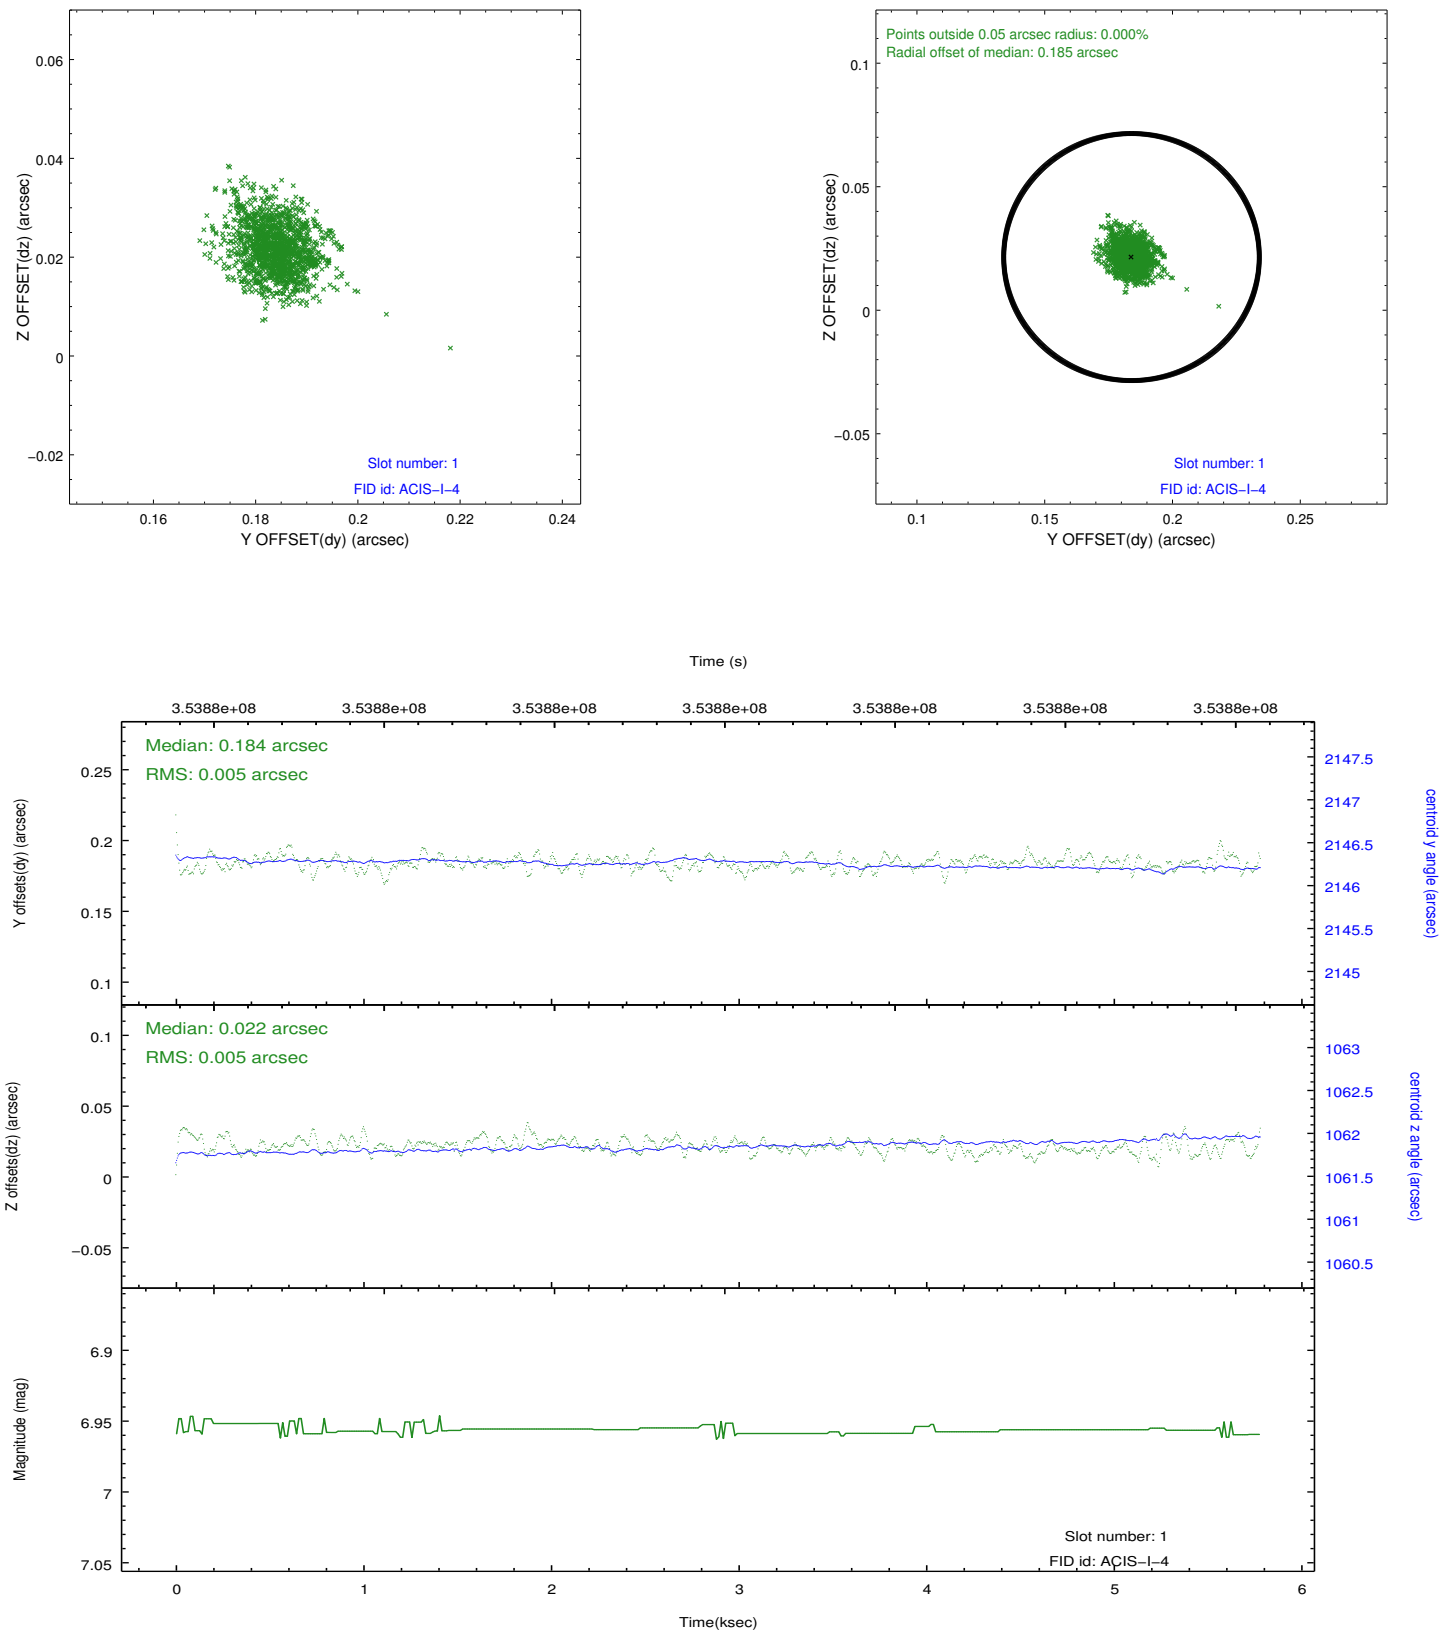 0.06
0.04
0.02
0
−0.02
Z OFFSET(dz) (arcsec)
Slot number: 1
FID id: ACIS−I−4
0.16 0.18 0.2 0.22 0.24
Y OFFSET(dy) (arcsec)
Points outside 0.05 arcsec radius: 0.000%
Radial offset of median: 0.185 arcsec
0.1
0.05
0
−0.05
Z OFFSET(dz) (arcsec)
Slot number: 1
FID id: ACIS−I−4
0.1 0.15 0.2 0.25
Y OFFSET(dy) (arcsec)
Time (s)
3.5388e+08 3.5388e+08 3.5388e+08 3.5388e+08 3.5388e+08 3.5388e+08 3.5388e+08
Median: 0.184 arcsec
RMS: 0.005 arcsec
0.25
0.2
0.15
0.1
Y offsets(dy) (arcsec)
2147.5
2147
2146.5
2146
2145.5
2145
centroid y angle (arcsec)
Median: 0.022 arcsec
RMS: 0.005 arcsec
0.1
0.05
0
−0.05
Z offsets(dz) (arcsec)
1063
1062.5
1062
1061.5
1061
1060.5
centroid z angle (arcsec)
6.9
6.95
7
7.05
Magnitude (mag)
Slot number: 1
FID id: ACIS−I−4
0 1 2 3 4 5 6
Time(ksec)